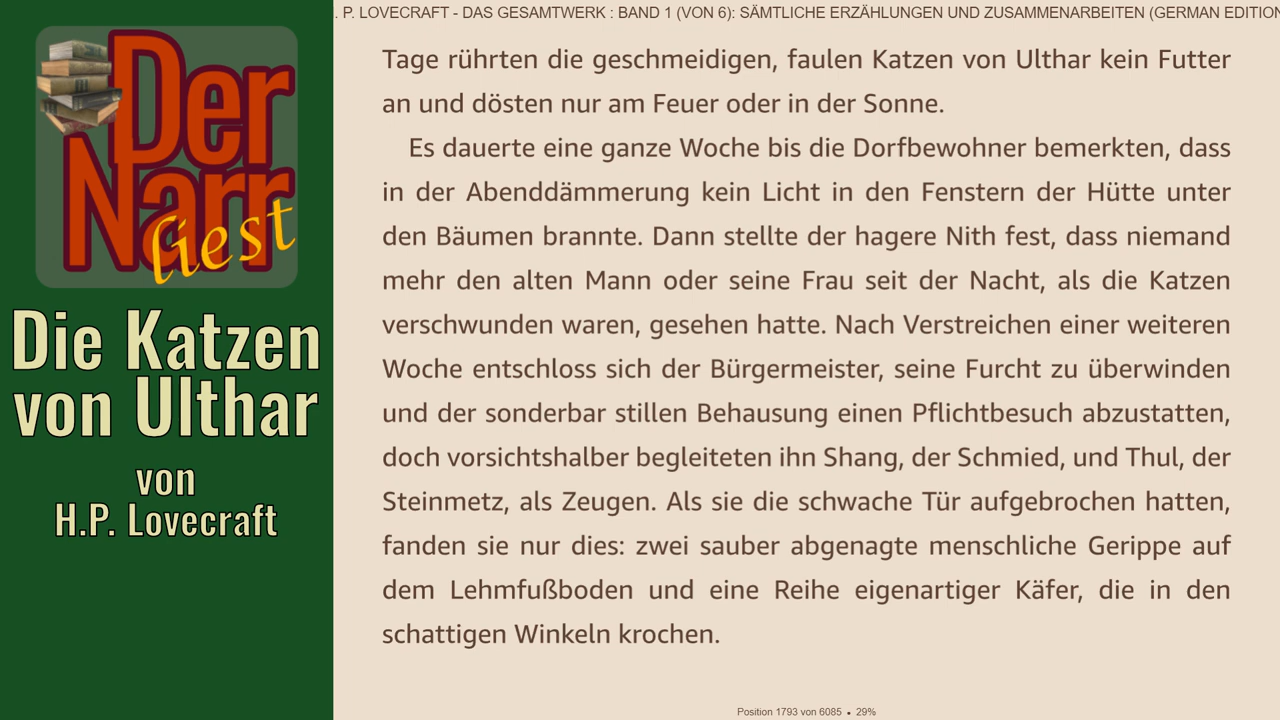 Der
Narr
liest
Die Katzen
von Ulthar
von
H.P. Lovecraft
. P. LOVECRAFT - DAS GESAMTWERK : BAND 1 (VON 6): SÄMTLICHE ERZÄHLUNGEN UND ZUSAMMENARBEITEN (GERMAN EDITION
Tage rührten die geschmeidigen, faulen Katzen von Ulthar kein Futter
an und dösten nur am Feuer oder in der Sonne.
Es dauerte eine ganze Woche bis die Dorfbewohner bemerkten, dass
in der Abenddämmerung kein Licht in den Fenstern der Hütte unter
den Bäumen brannte. Dann stellte der hagere Nith fest, dass niemand
mehr den alten Mann oder seine Frau seit der Nacht, als die Katzen
verschwunden waren, gesehen hatte. Nach Verstreichen einer weiteren
Woche entschloss sich der Bürgermeister, seine Furcht zu überwinden
und der sonderbar stillen Behausung einen Pflichtbesuch abzustatten,
doch vorsichtshalber begleiteten ihn Shang, der Schmied, und Thul, der
Steinmetz, als Zeugen. Als sie die schwache Tür aufgebrochen hatten,
fanden sie nur dies: zwei sauber abgenagte menschliche Gerippe auf
dem Lehmfußboden und eine Reihe eigenartiger Käfer, die in den
schattigen Winkeln krochen.
Position 1793 von 6085 • 29%